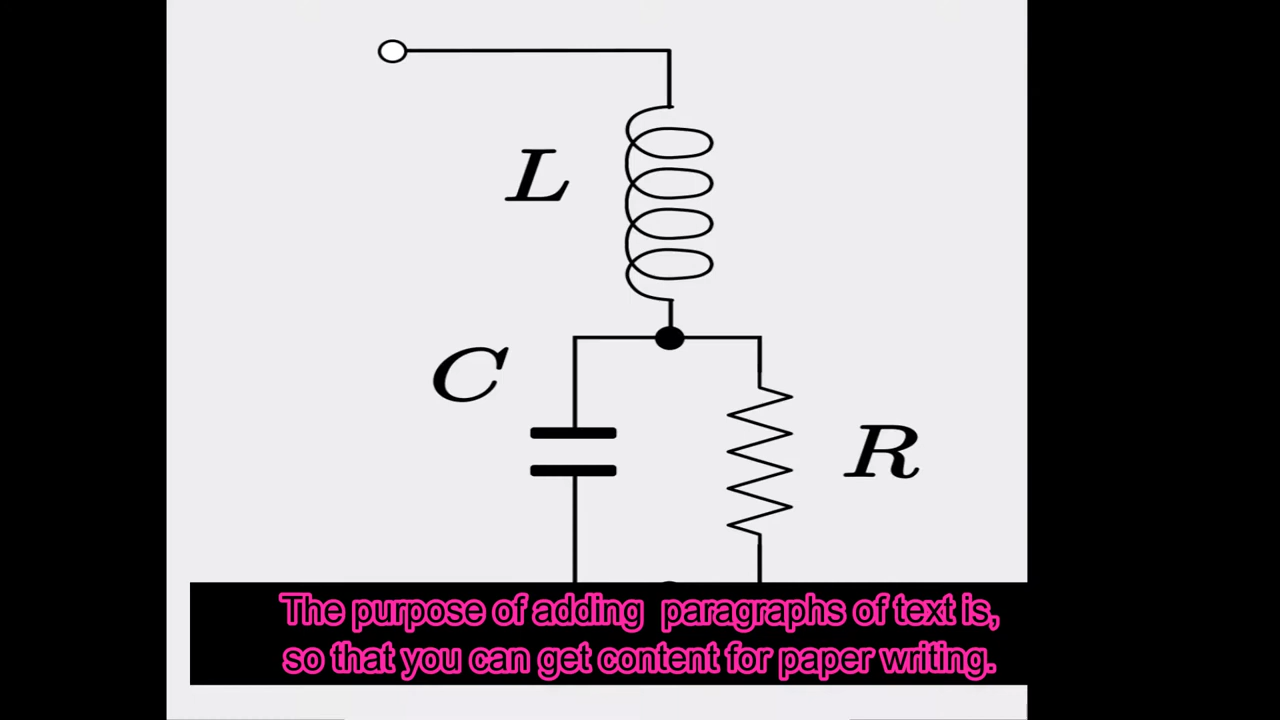 L
C
R
The purpose of adding  paragraphs of text is,
so that you can get content for paper writing.